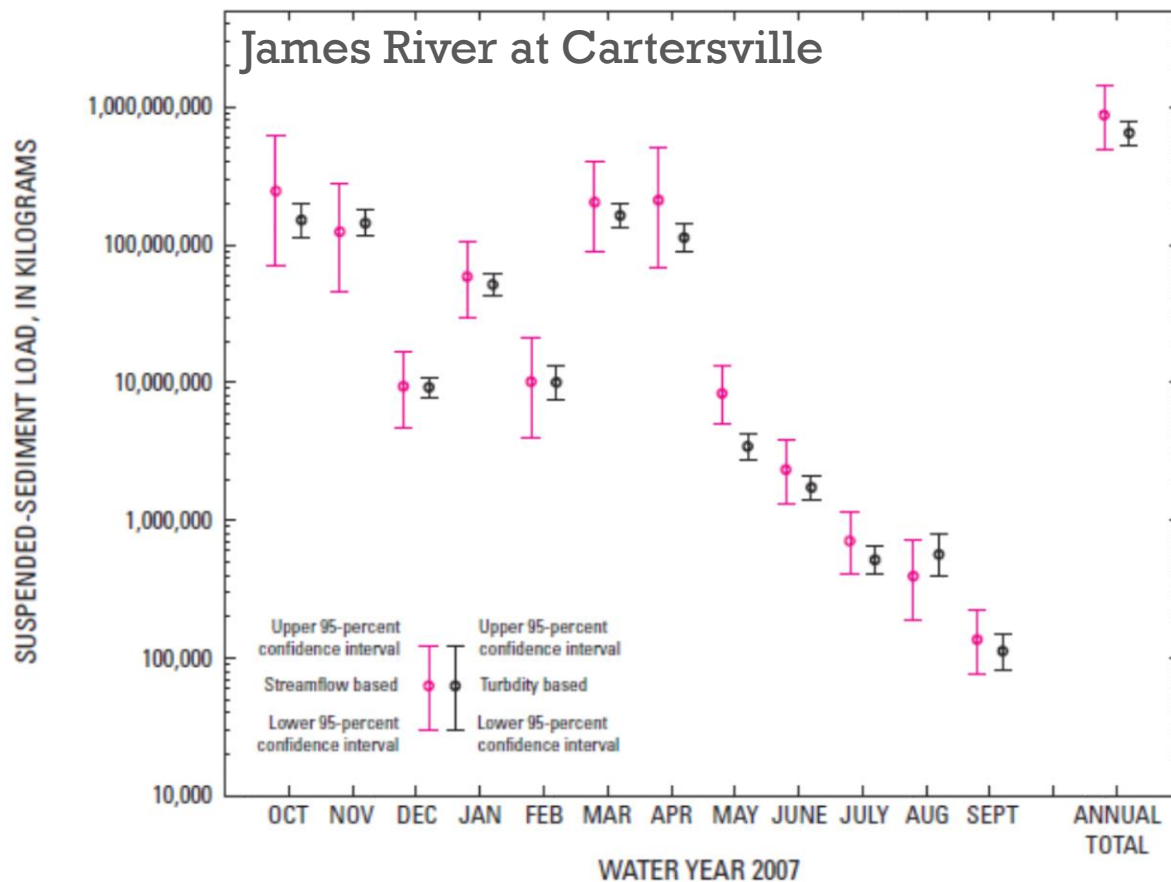 James River at Cartersville
SUSPENDED-SEDIMENT LOAD, IN KILOGRAMS
1,000,000,000
100,000,000
10,000,000
1,000,000
100,000
10,000
Upper 95-percent
confidence interval
Streamflow based
Lower 95-percent
confidence interval
Upper 95-percent
confidence interval
Turbdity based
Lower 95-percent
confidence interval
OCT NOV DEC JAN FEB MAR APR MAY JUNE JULY AUG SEPT ANNUAL
TOTAL
WATER YEAR 2007